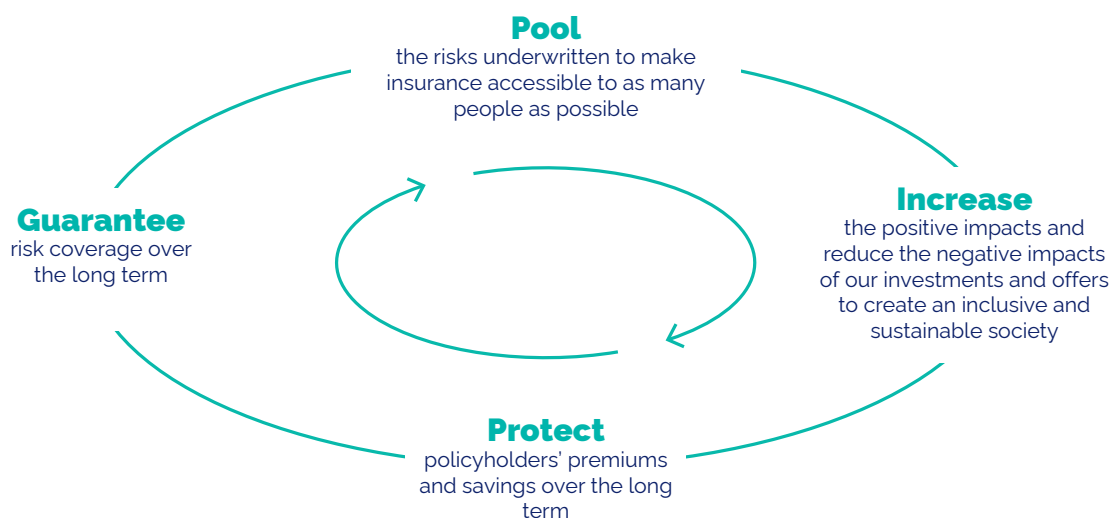 Pool
the risks underwritten to make
insurance accessible to as many
people as possible
Increase
the positive impacts and
reduce the negative impacts
of our investments and offers
to create an inclusive and
sustainable society
Protect
policyholders’ premiums
and savings over the long
term
Guarantee
risk coverage over
the long term